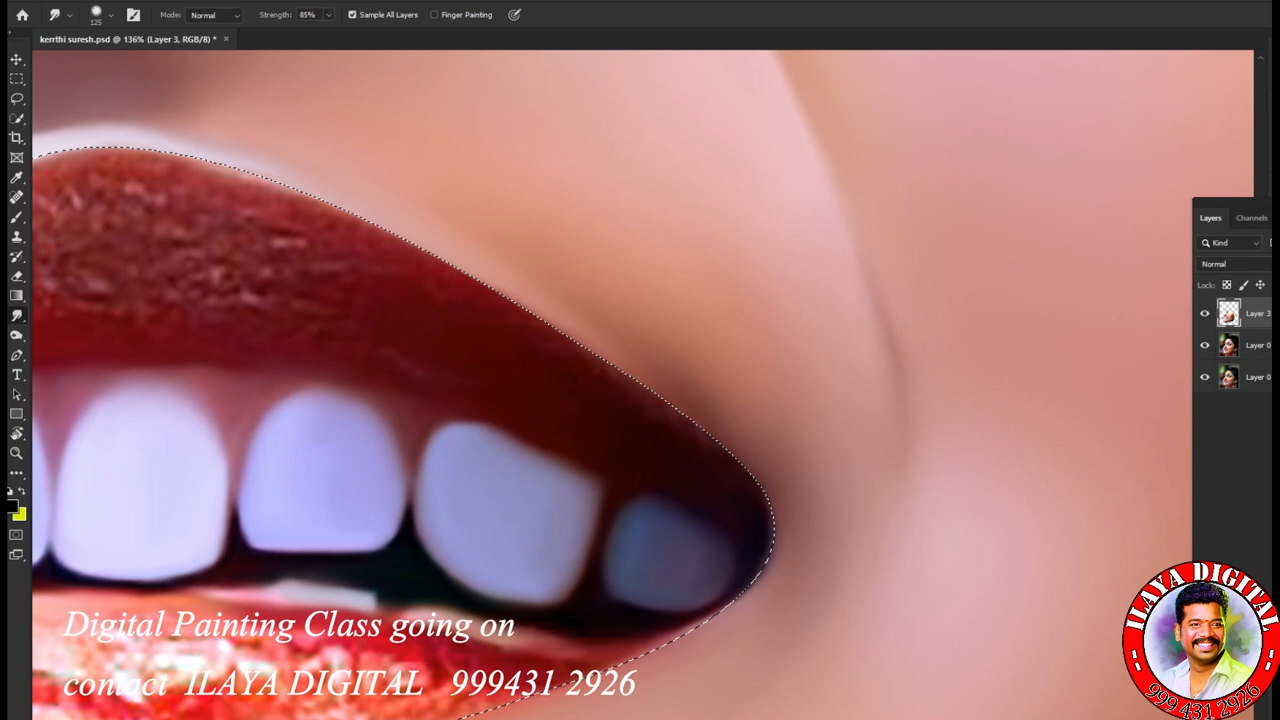 125
Mode: Normal
Strength: 85%
Sample All Layers
Finger Painting
kerrthi suresh.psd @ 136% (Layer 3, RGB/8) * ×
Layers
Channels
Kind
Normal
Lock:
Layer 3
Layer 0
Layer 0
Digital Painting Class going on
contact ILAYA DIGITAL 999431 2926
ILAYA DIGITAL
999 431 2926